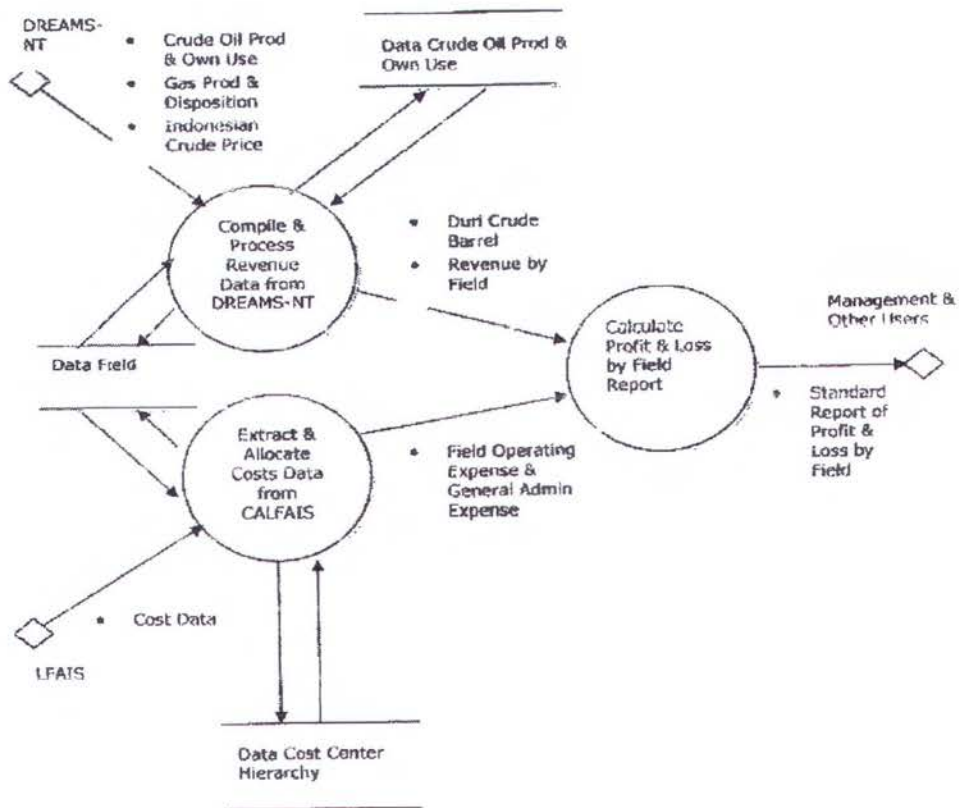 DREAMS-
NT
• Crude Oil Prod
& Own Use
• Gas Prod &
Disposition
• Indonesian
Crude Price
Data Crude Oil Prod &
Own Use
Compile &
Process
Revenue
Data from
DREAMS-NT
• Duri Crude
Barrel
• Revenue by
Field
Data Field
Calculate
Profit & Loss
by Field
Report
Management &
Other Users
• Standard
Report of
Profit &
Loss by
Field
Extract &
Allocate
Costs Data
from
CALFAIS
• Field Operating
Expense &
General Admin
Expense
• Cost Data
LFAIS
Data Cost Center
Hierarchy